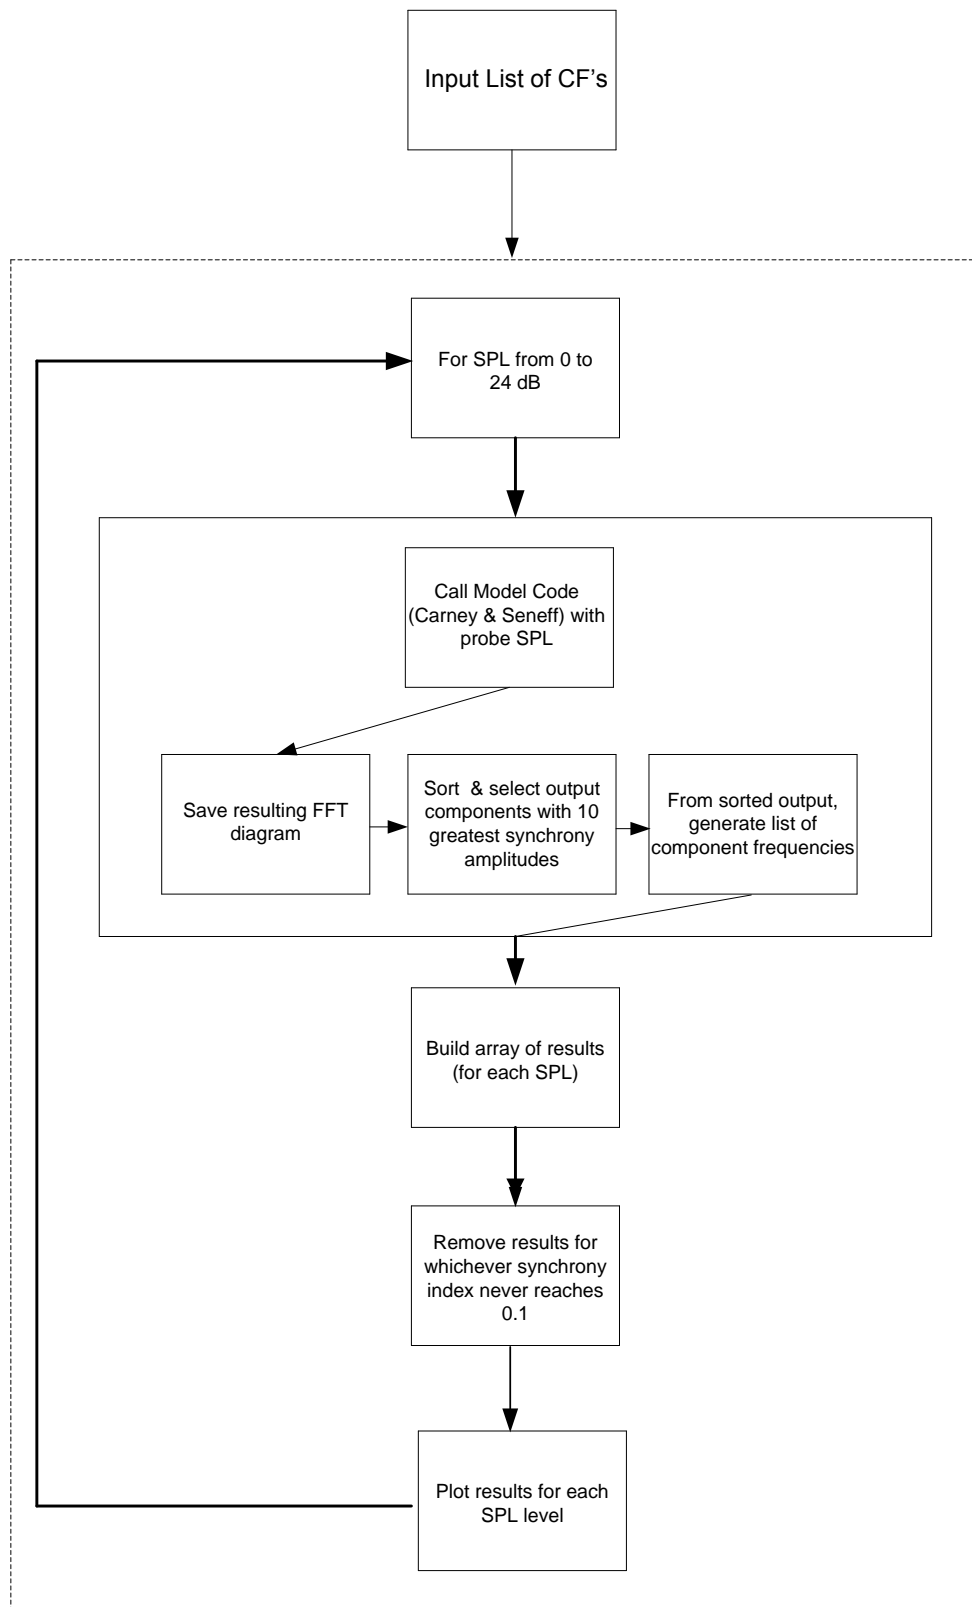 Input List of CF's
For SPL from 0 to
24 dB
Call Model Code
(Carney & Seneff) with
probe SPL
Save resulting FFT
diagram
Sort & select output
components with 10
greatest synchrony
amplitudes
From sorted output,
generate list of
component frequencies
Build array of results
(for each SPL)
Remove results for
whichever synchrony
index never reaches
0.1
Plot results for each
SPL level